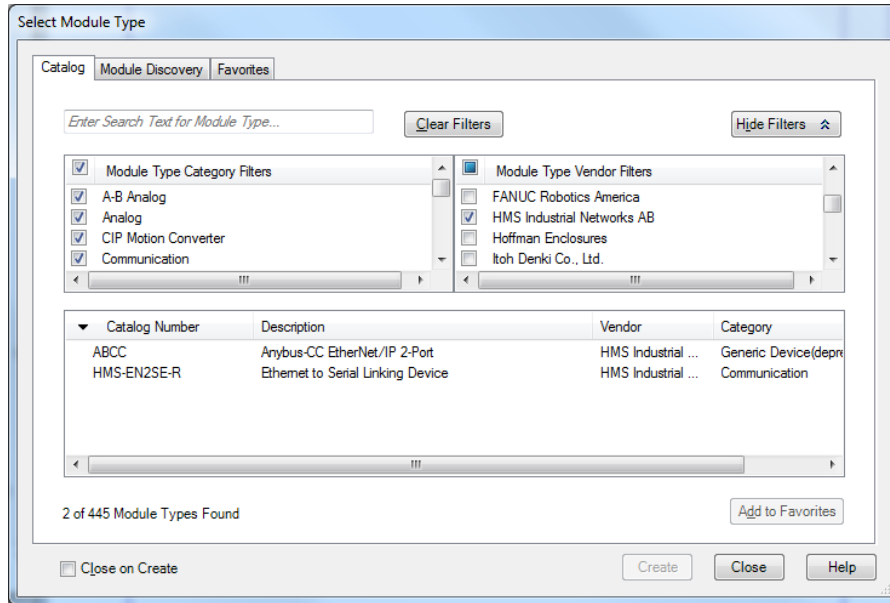 Select Module Type
Catalog Module Discovery Favorites
Enter Search Text for Module Type...
Clear Filters
Hide Filters
Module Type Category Filters
A-B Analog
Analog
CIP Motion Converter
Communication
Module Type Vendor Filters
FANUC Robotics America
HMS Industrial Networks AB
Hoffman Enclosures
Itoh Denki Co., Ltd.
Catalog Number Description Vendor Category
ABCC Anybus-CC EtherNet/IP 2-Port HMS Industrial ... Generic Device(depre
HMS-EN2SE-R Ethernet to Serial Linking Device HMS Industrial ... Communication
2 of 445 Module Types Found
Add to Favorites
Close on Create
Create Close Help